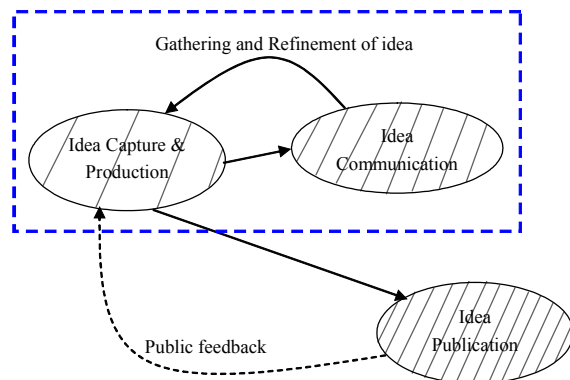 Gathering and Refinement of idea
Idea Capture &
Production
Idea
Communication
Idea
Publication
Public feedback